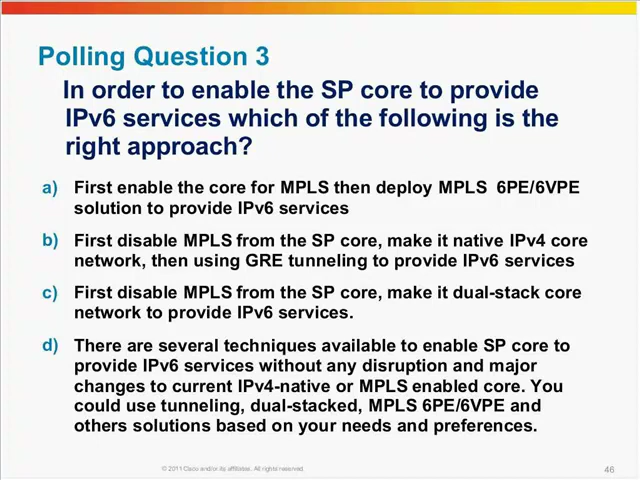 Polling Question 3
In order to enable the SP core to provide
IPv6 services which of the following is the
right approach?
a) First enable the core for MPLS then deploy MPLS 6PE/6VPE
solution to provide IPv6 services
b) First disable MPLS from the SP core, make it native IPv4 core
network, then using GRE tunneling to provide IPv6 services
c) First disable MPLS from the SP core, make it dual-stack core
network to provide IPv6 services.
d) There are several techniques available to enable SP core to
provide IPv6 services without any disruption and major
changes to current IPv4-native or MPLS enabled core. You
could use tunneling, dual-stacked, MPLS 6PE/6VPE and
others solutions based on your needs and preferences.
© 2011 Cisco and/or its affiliates. All rights reserved.
46